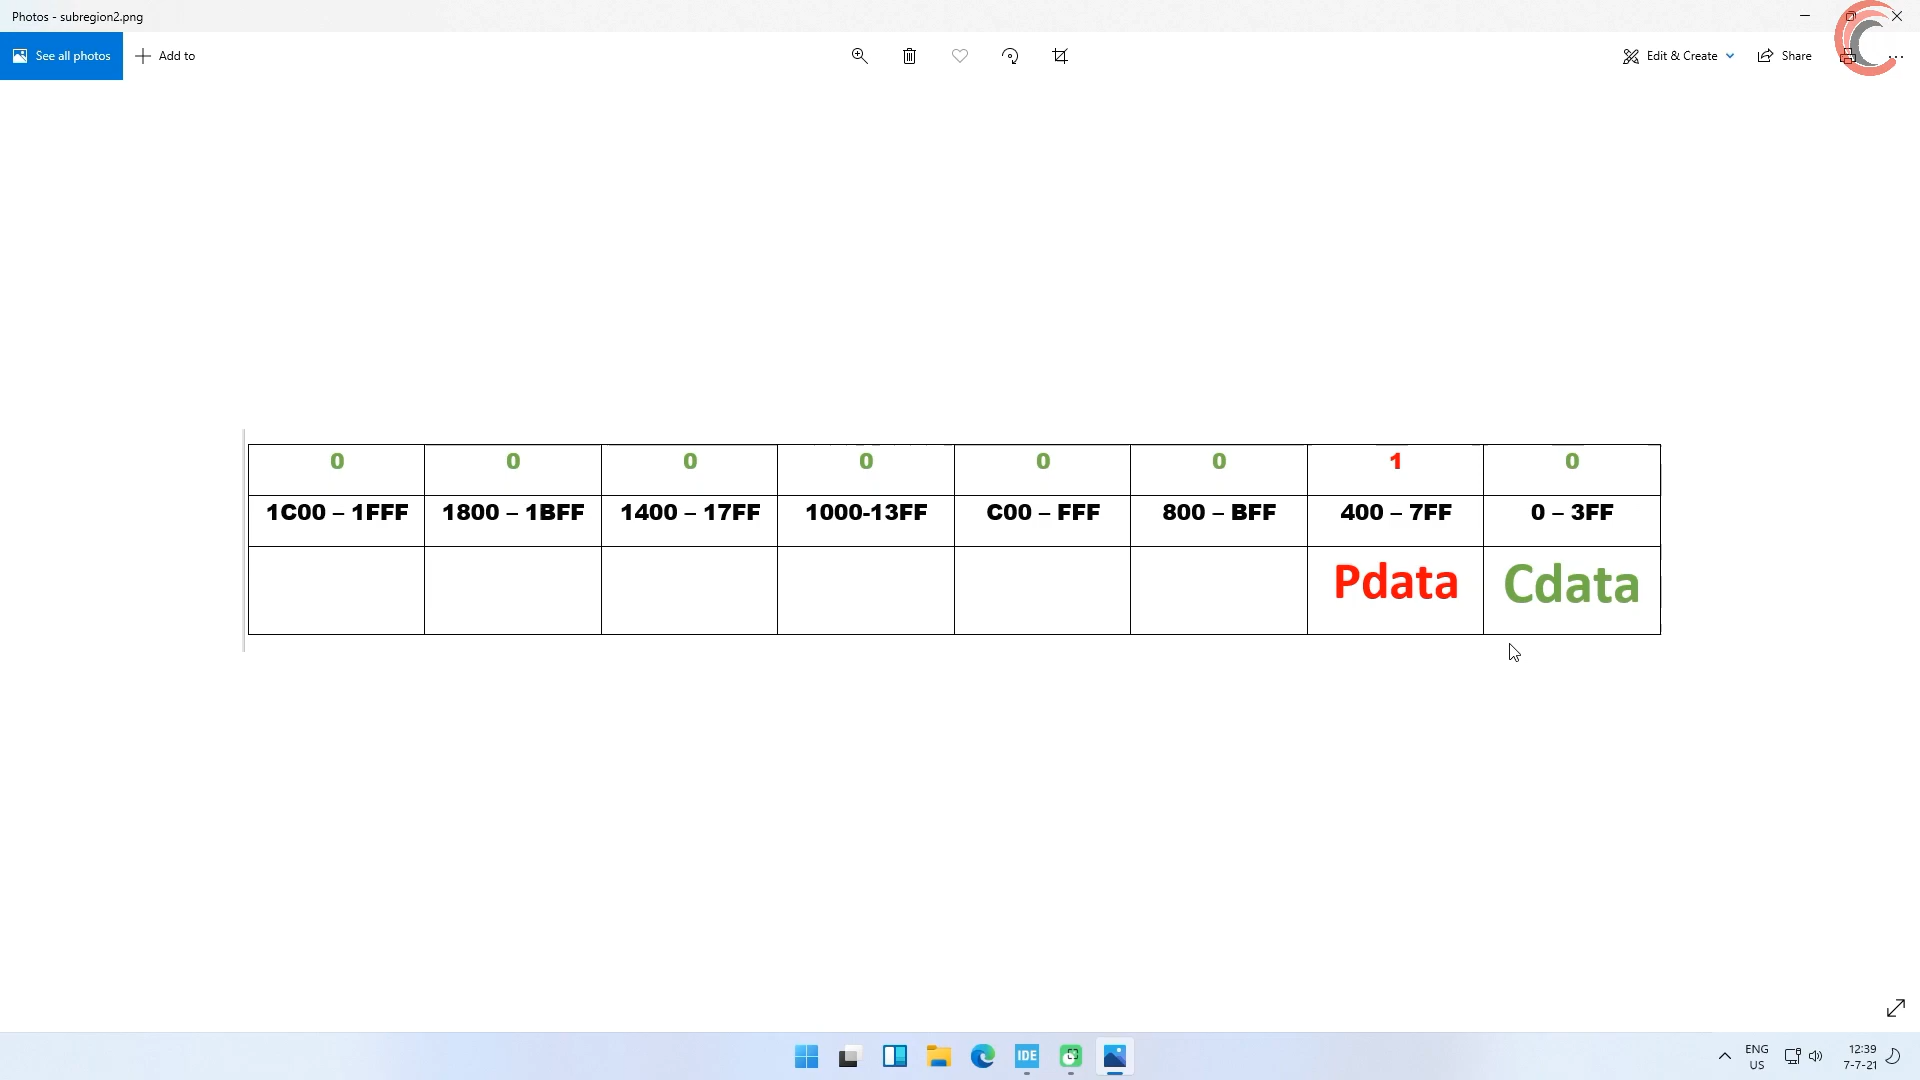 Photos - subregion2.png
See all photos
Add to
Edit & Create
Share
0 0 0 0 0 0 1 0
1C00 – 1FFF 1800 – 1BFF 1400 – 17FF 1000-13FF C00 – FFF 800 – BFF 400 – 7FF 0 – 3FF
Pdata Cdata
IDE
ENG
US
12:39
7-7-21